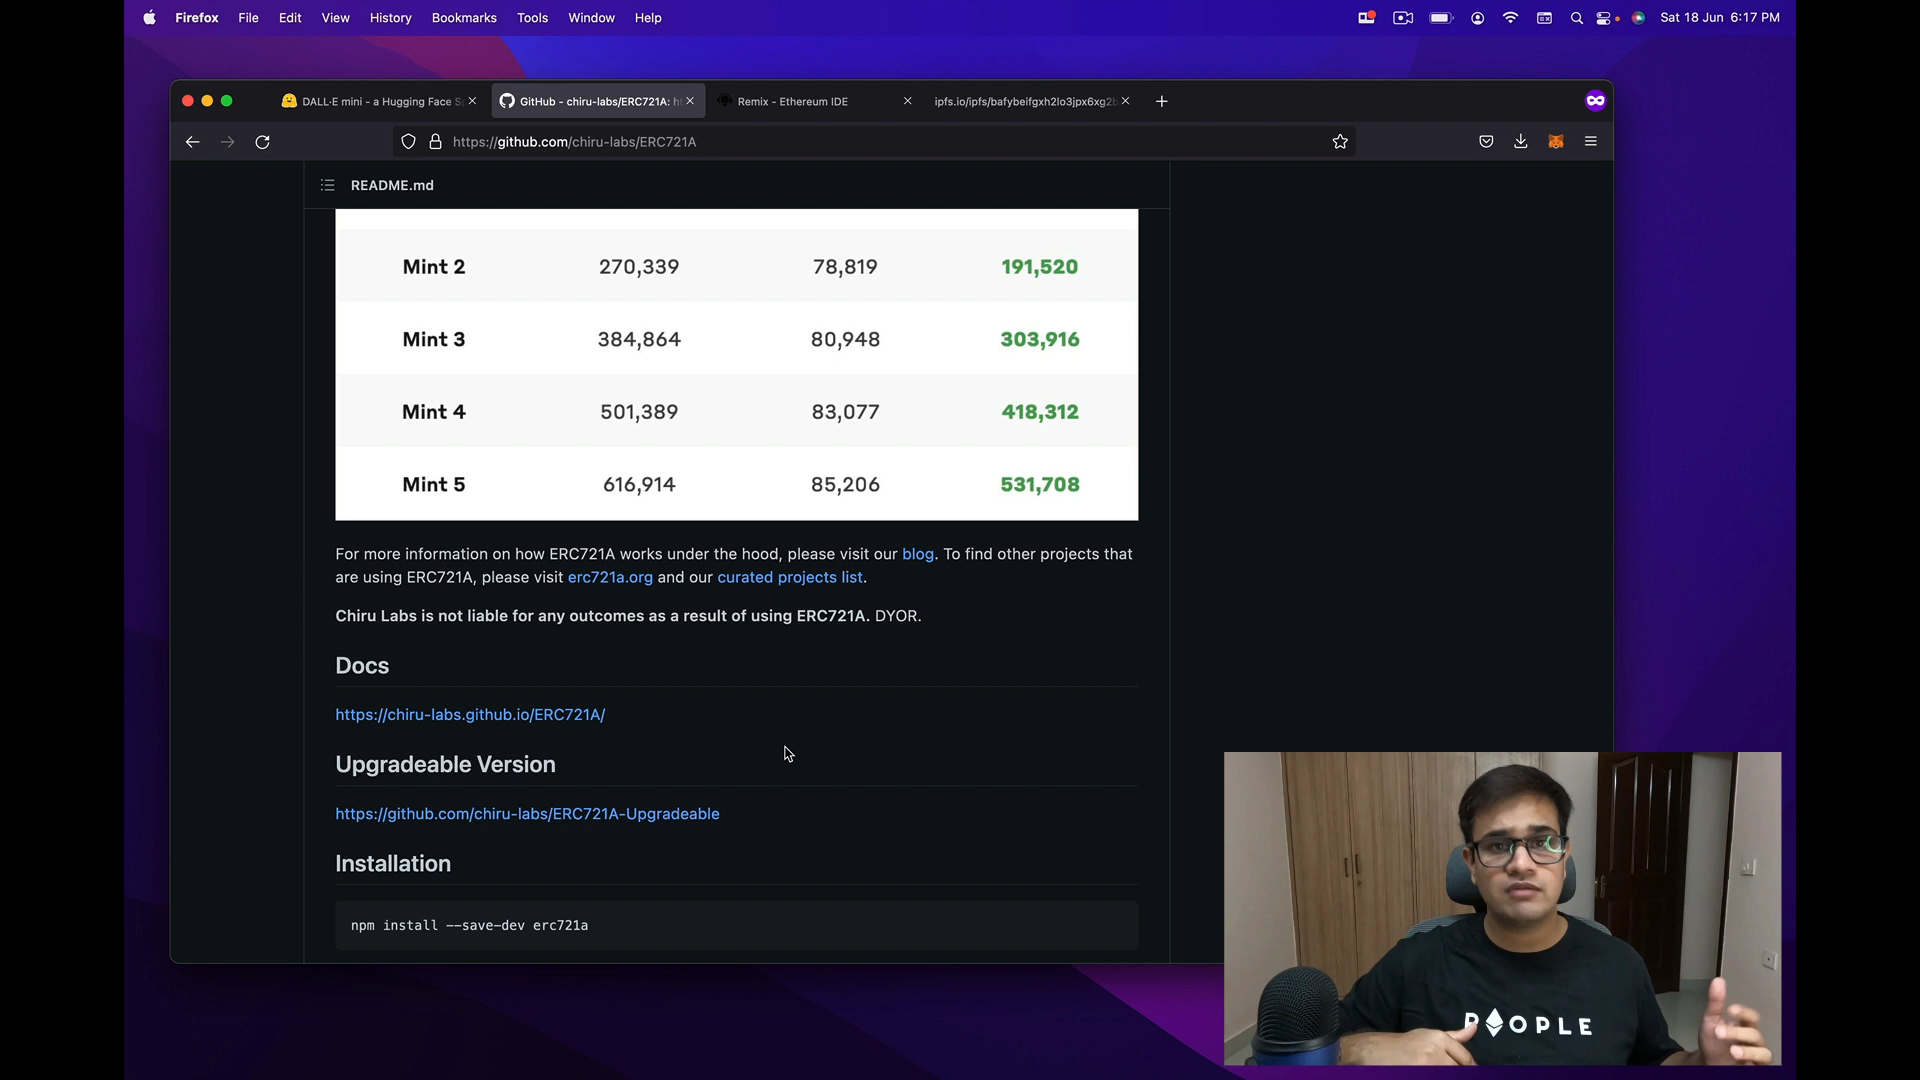 Firefox File Edit View History Bookmarks Tools Window Help Sat 18 Jun 6:17 PM
DALL·E mini - a Hugging Face S GitHub - chiru-labs/ERC721A: ht Remix - Ethereum IDE ipfs.io/ipfs/bafybeifgxh2lo3jpx6xg2b
https://github.com/chiru-labs/ERC721A
README.md
Mint 2 270,339 78,819 191,520
Mint 3 384,864 80,948 303,916
Mint 4 501,389 83,077 418,312
Mint 5 616,914 85,206 531,708
For more information on how ERC721A works under the hood, please visit our blog. To find other projects that
are using ERC721A, please visit erc721a.org and our curated projects list.
Chiru Labs is not liable for any outcomes as a result of using ERC721A. DYOR.
Docs
https://chiru-labs.github.io/ERC721A/
Upgradeable Version
https://github.com/chiru-labs/ERC721A-Upgradeable
Installation
npm install --save-dev erc721a
P OPLE